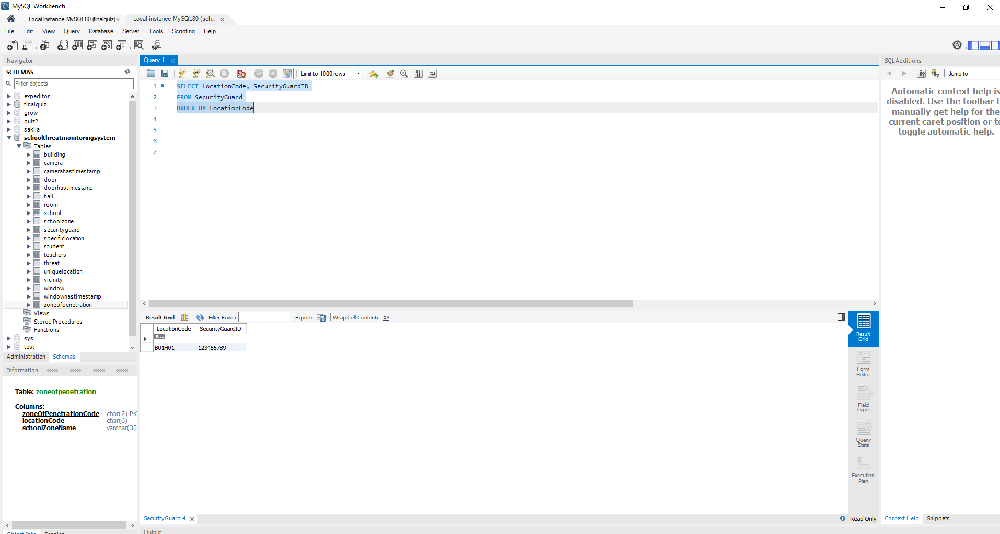 MySQL Workbench
Local instance MySQL80 (finalquiz)
Local instance MySQL80 (sch...
File Edit View Query Database Server Tools Scripting Help
Navigator
SCHEMAS
Filter objects
expeditor
finalquiz
grow
quiz2
sakila
schoolthreatmonitoringsystem
Tables
building
camera
camerahastimestamp
door
doorhastimestamp
hall
room
school
schoolzone
securityguard
specificlocation
student
teachers
threat
uniquelocation
vicinity
window
windowhastimestamp
zoneofpenetration
Views
Stored Procedures
Functions
sys
test
Administration Schemas
Information
Table: zoneofpenetration
Columns:
zoneOfPenetrationCode char(2) PK
locationCode char(6)
schoolZoneName varchar(30
Object Info Session
Query 1
Limit to 1000 rows
1 SELECT LocationCode, SecurityGuardID
2 FROM SecurityGuard
3 ORDER BY LocationCode
4
5
6
7
Result Grid Filter Rows: Export: Wrap Cell Content:
LocationCode SecurityGuardID
NULL
B01H01 123456789
Result
Grid
Form
Editor
Field
Types
Query
Stats
Execution
Plan
SecurityGuard 4
Read Only
Output
SQLAdditions
Jump to
Automatic context help is
disabled. Use the toolbar t
manually get help for the
current caret position or to
toggle automatic help.
Context Help Snippets